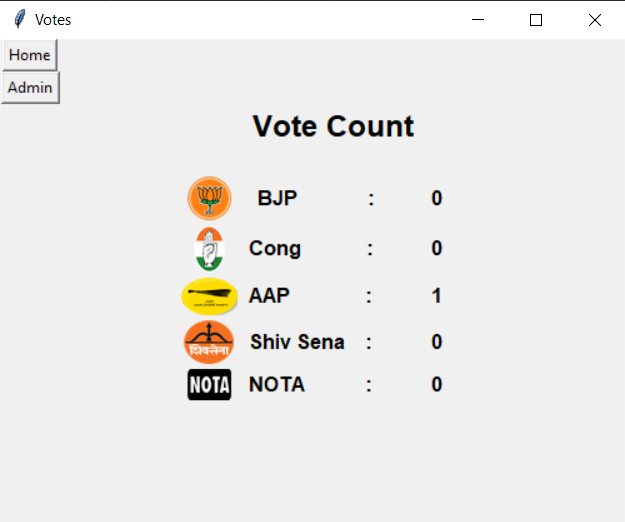 Votes
Home
Admin
Vote Count
BJP : 0
Cong : 0
AAP : 1
शिवसेना Shiv Sena : 0
NOTA NOTA : 0